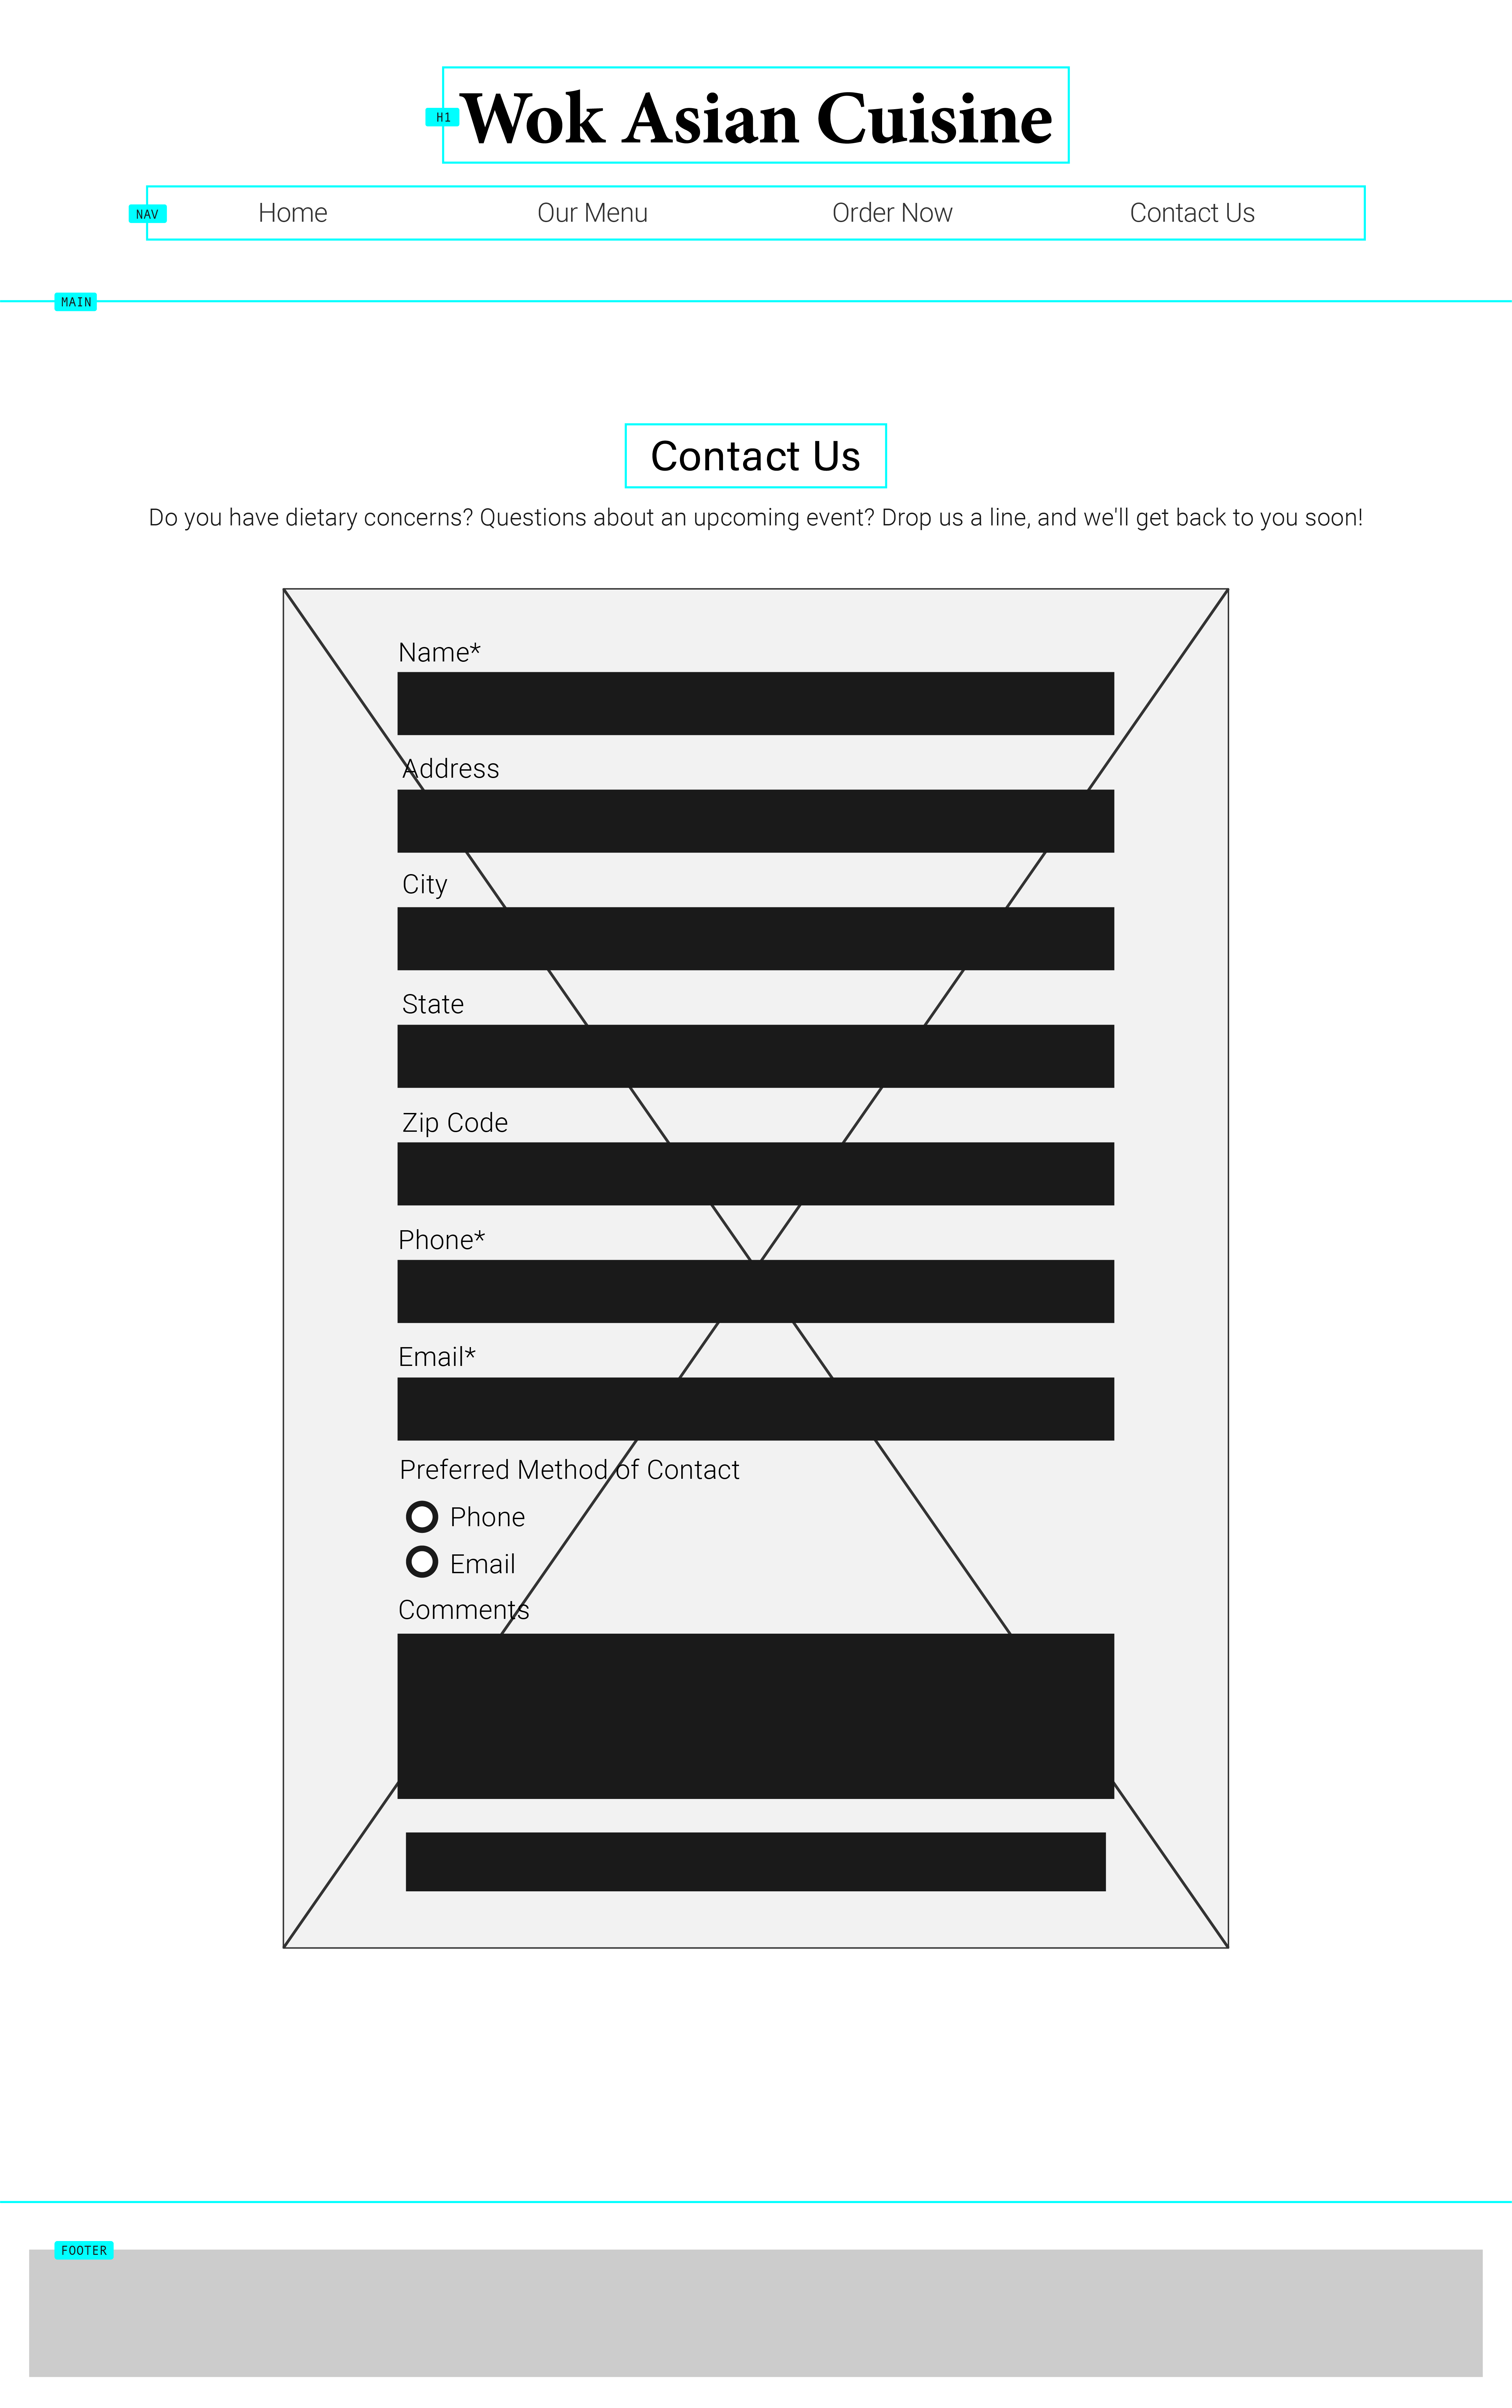 H1
Wok Asian Cuisine
NAV
Home Our Menu Order Now Contact Us
MAIN
Contact Us
Do you have dietary concerns? Questions about an upcoming event? Drop us a line, and we'll get back to you soon!
Name*
Address
City
State
Zip Code
Phone*
Email*
Preferred Method of Contact
Phone
Email
Comments
FOOTER